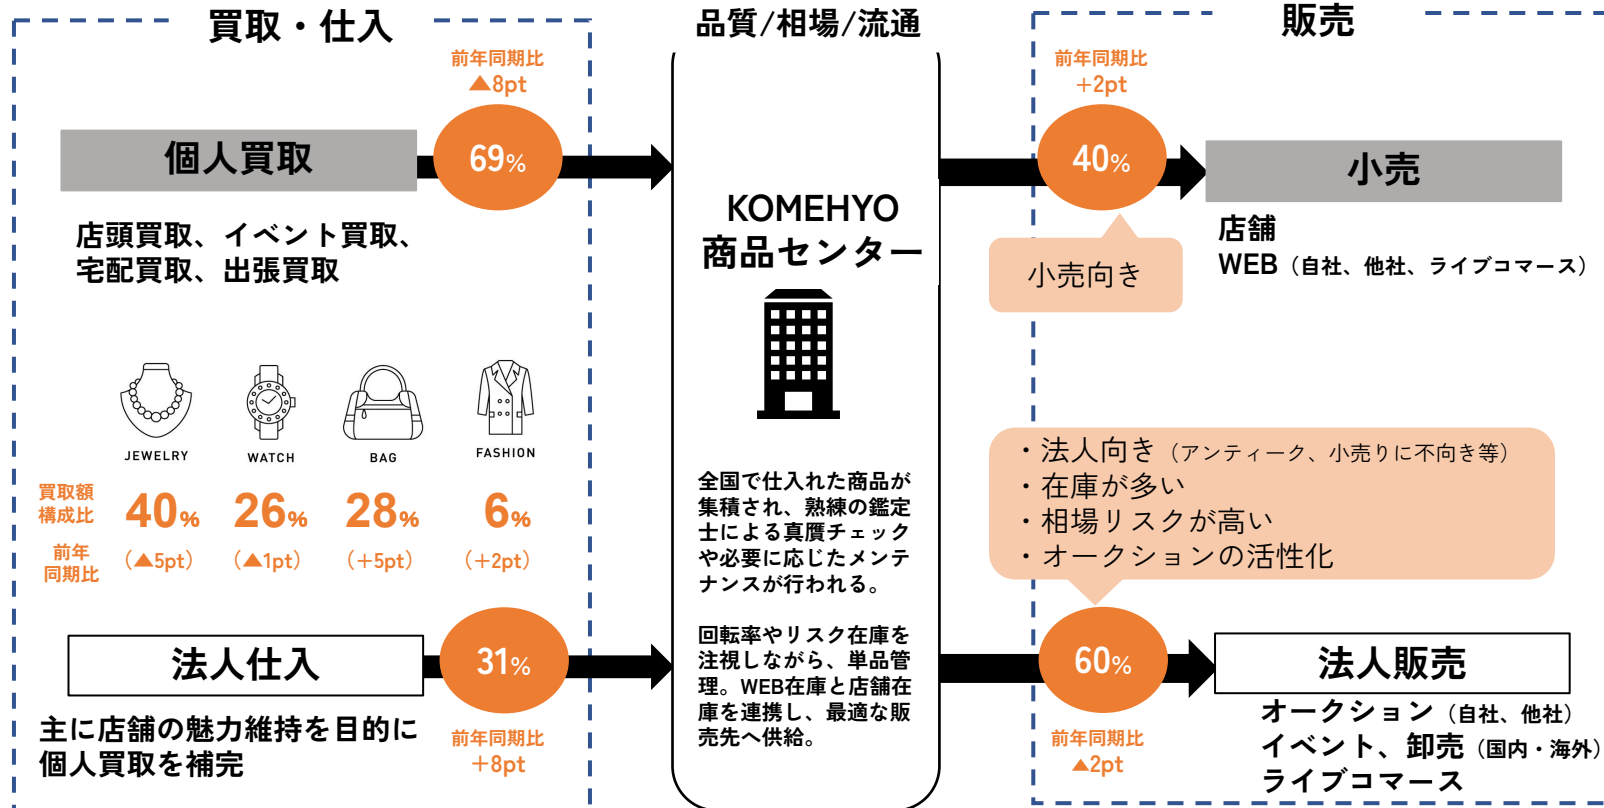 買取・仕入
前年同期比
▲8pt
個人買取
69%
店頭買取、イベント買取、
宅配買取、出張買取
JEWELRY
WATCH
BAG
FASHION
買取額
構成比
40%
26%
28%
6%
前年
同期比
（▲5pt）
（▲1pt）
（＋5pt）
（＋2pt）
法人仕入
31%
主に店舗の魅力維持を目的に
個人買取を補完
前年同期比
＋8pt
品質/相場/流通
KOMEHYO
商品センター
全国で仕入れた商品が
集積され、熟練の鑑定
士による真贋チェック
や必要に応じたメンテ
ナンスが行われる。
回転率やリスク在庫を
注視しながら、単品管
理。WEB在庫と店舗在
庫を連携し、最適な販
売先へ供給。
販売
前年同期比
＋2pt
40%
小売
小売向き
店舗
WEB（自社、他社、ライブコマース）
・法人向き（アンティーク、小売りに不向き等）
・在庫が多い
・相場リスクが高い
・オークションの活性化
60%
法人販売
前年同期比
▲2pt
オークション（自社、他社）
イベント、卸売（国内・海外）
ライブコマース